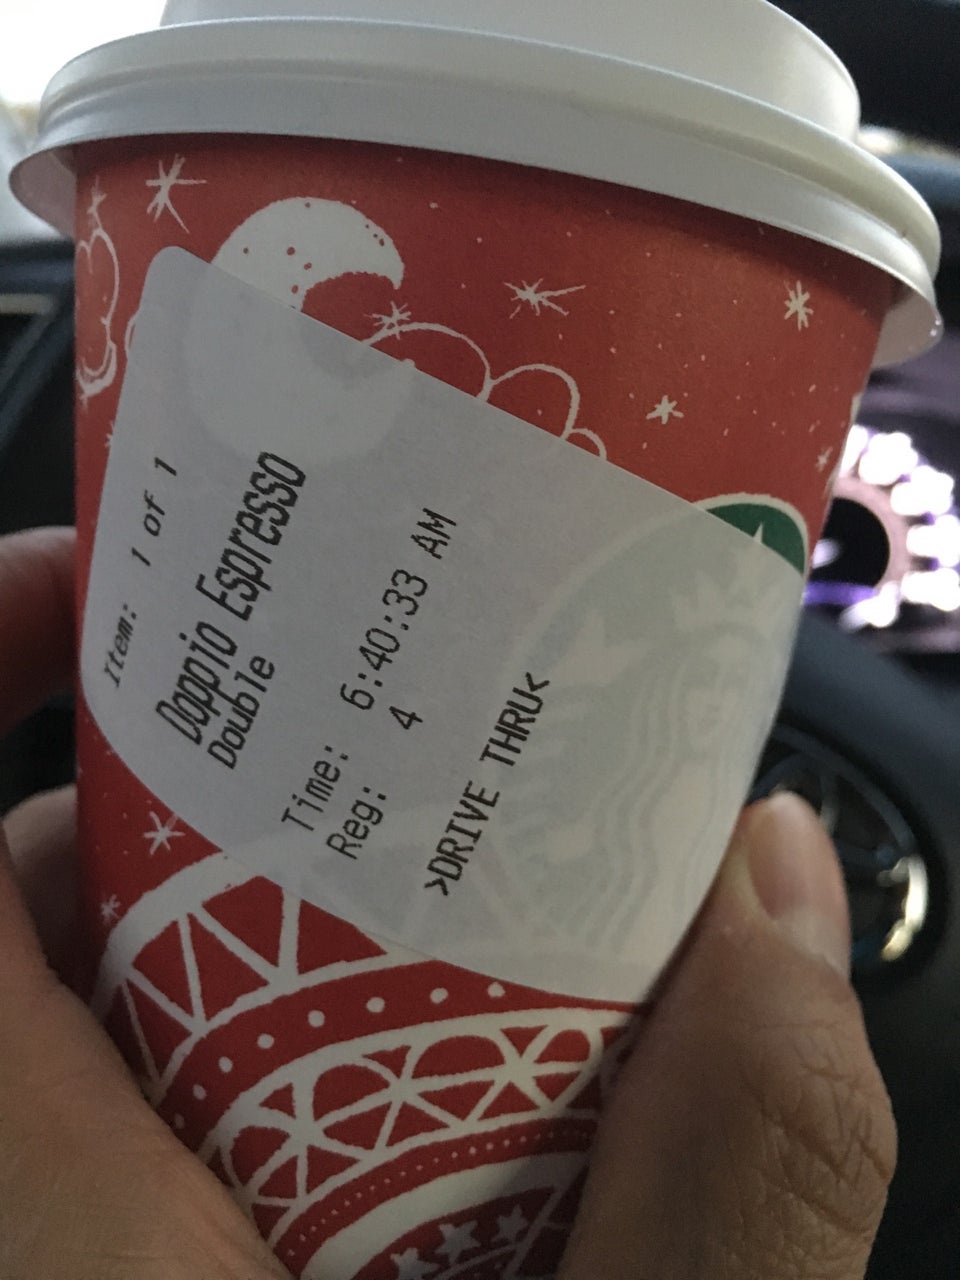 Item: 1 of 1
Doppio Espresso
Double
Time: 6:40:33 AM
Reg: 4
>DRIVE THRU<